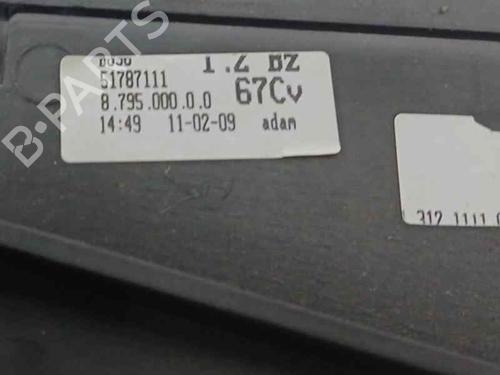 1.2 BZ
51787111
8.795.000.0.0 67Cv
14:49 11-02-09 adam
312 1111
B-PARTS